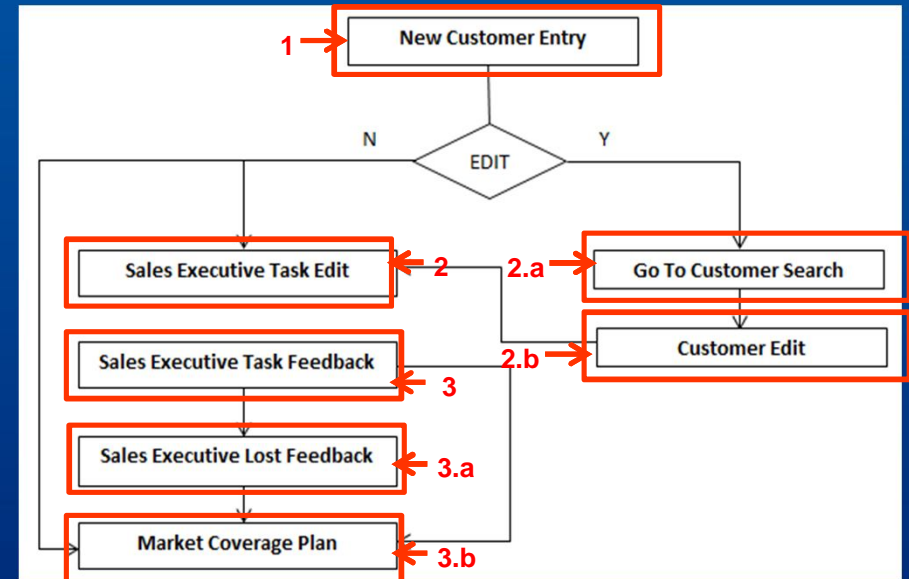 1
New Customer Entry
N
Y
EDIT
Sales Executive Task Edit
2
2.a
Go To Customer Search
2.b
Customer Edit
Sales Executive Task Feedback
3
Sales Executive Lost Feedback
3.a
Market Coverage Plan
3.b